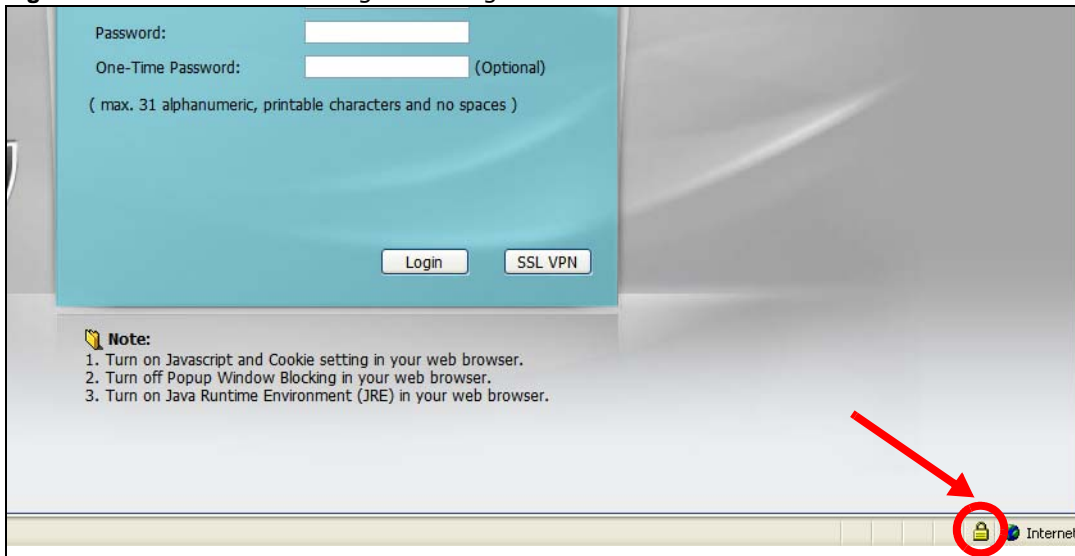 Password:
One-Time Password: (Optional)
( max. 31 alphanumeric, printable characters and no spaces )
Login SSL VPN
Note:
1. Turn on Javascript and Cookie setting in your web browser.
2. Turn off Popup Window Blocking in your web browser.
3. Turn on Java Runtime Environment (JRE) in your web browser.
Internet